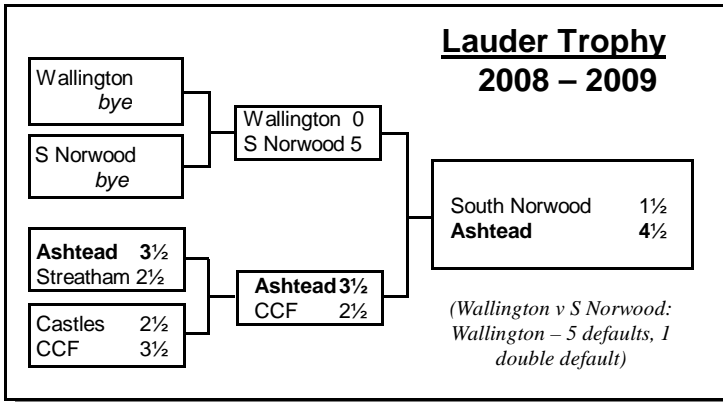 Lauder Trophy
2008 – 2009
Wallington
bye
S Norwood
bye
Ashtead 3½
Streatham 2½
Castles 2½
CCF 3½
Wallington 0
S Norwood 5
Ashtead 3½
CCF 2½
South Norwood 1½
Ashtead 4½
(Wallington v S Norwood:
Wallington – 5 defaults, 1
double default)